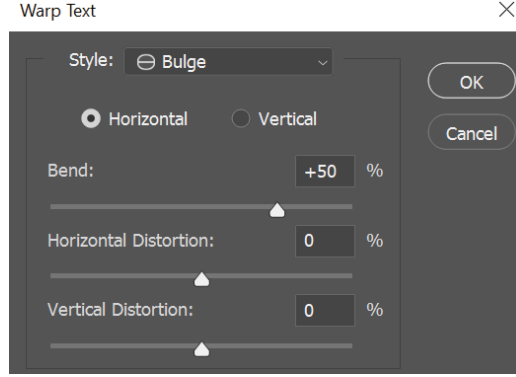 Warp Text
Style: Bulge
OK
Horizontal Vertical
Cancel
Bend: +50 %
Horizontal Distortion: 0 %
Vertical Distortion: 0 %